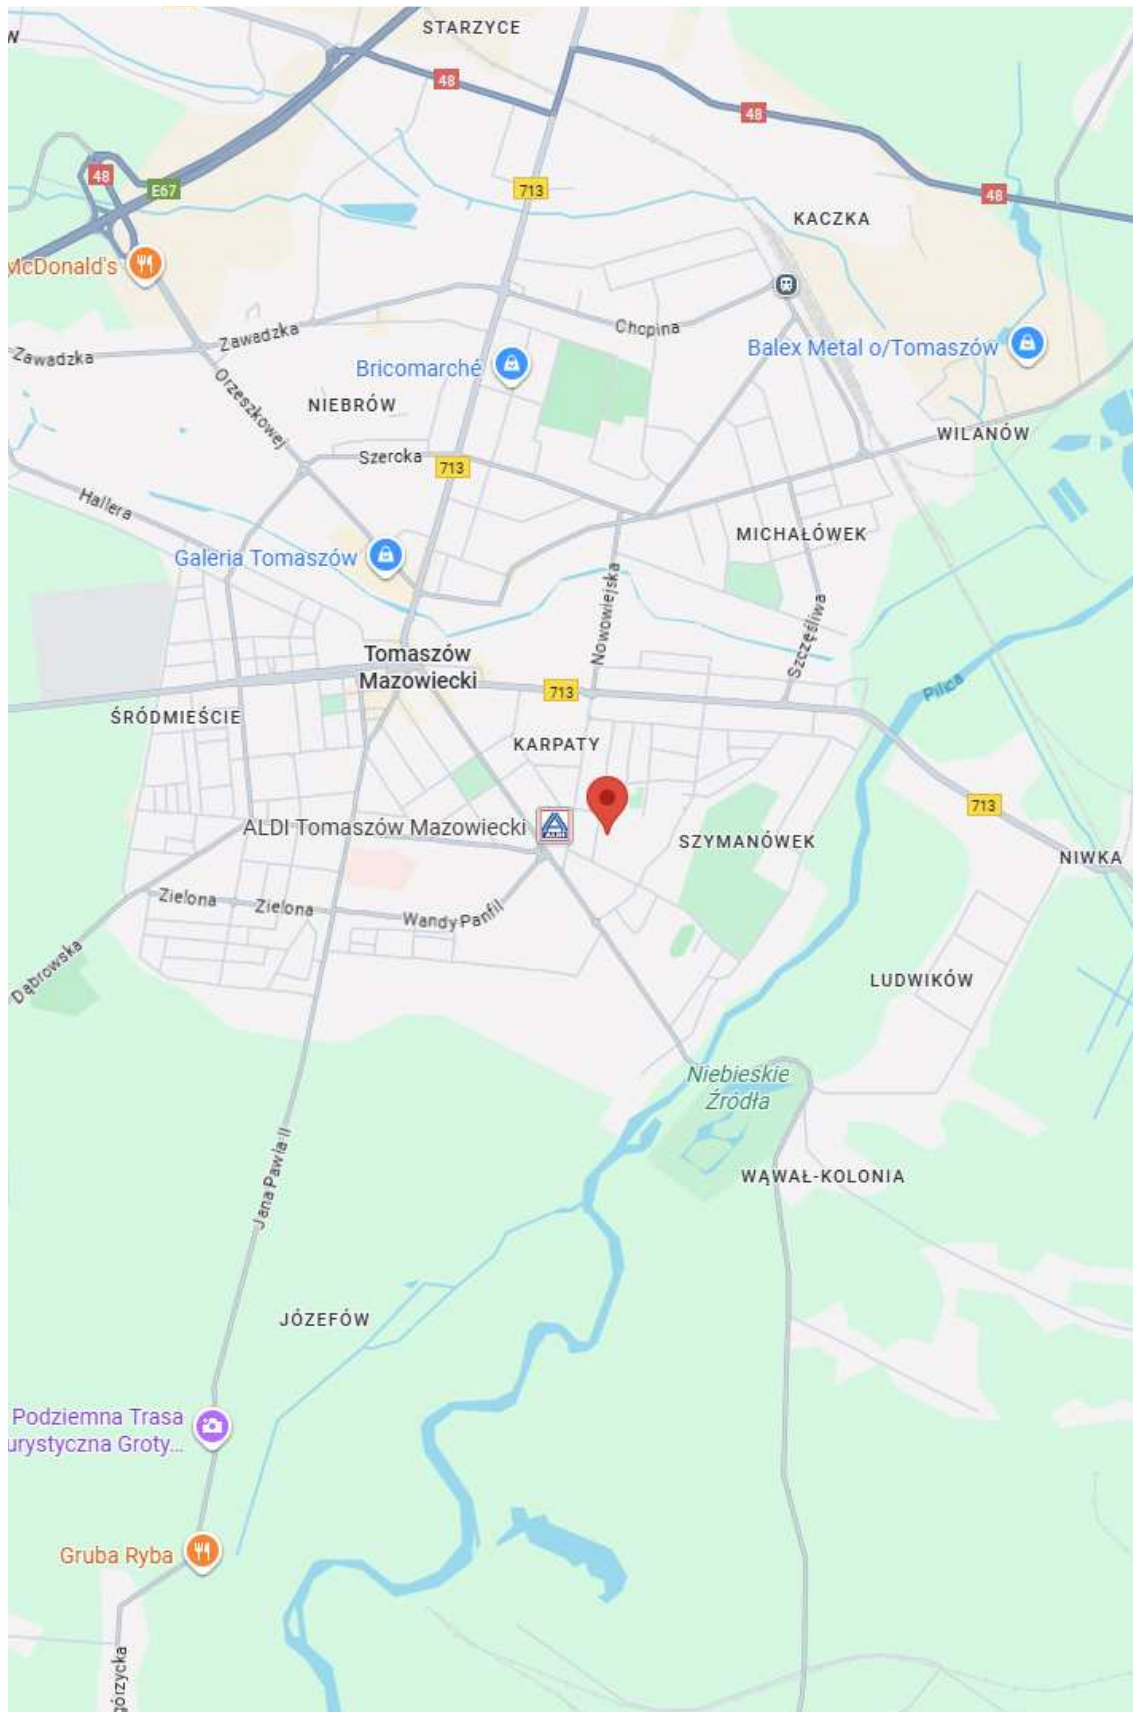 STARZYCE
48
48
48
E67
713
48
KACZKA
McDonald's
Zawadzka
Zawadzka
Chopina
Balex Metal o/Tomaszów
Bricomarché
Orzeszkowej
NIEBRÓW
WILANÓW
Szeroka
713
Hallera
MICHAŁÓWEK
Galeria Tomaszów
Nowowiejska
Szczęśliwa
Tomaszów
Mazowiecki
713
Pilica
ŚRÓDMIEŚCIE
KARPATY
713
ALDI Tomaszów Mazowiecki
ALDI
SZYMANÓWEK
NIWKA
Zielona
Zielona
Wandy Panfil
Dąbrowska
LUDWIKÓW
Niebieskie
Źródła
Jana Pawła II
WĄWAŁ-KOLONIA
JÓZEFÓW
Podziemna Trasa
urystyczna Groty...
Gruba Ryba
górzycka